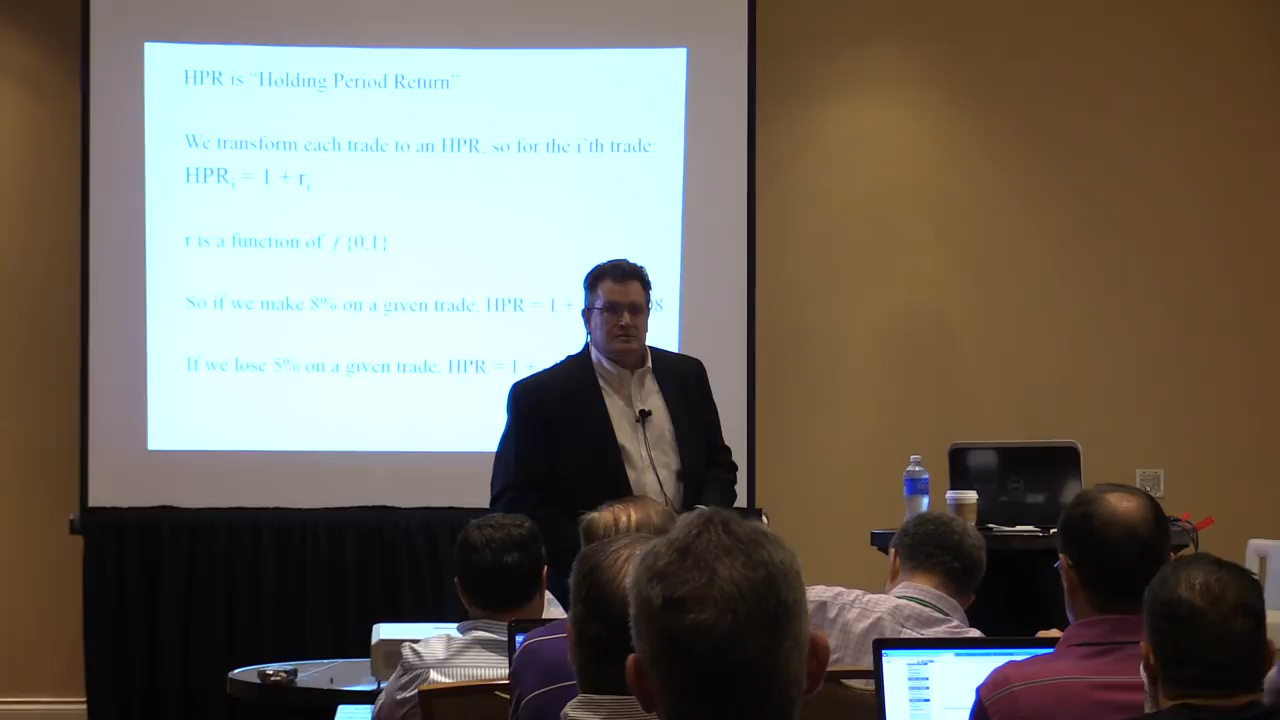 HPR is “Holding Period Return”
We transform each trade to an HPR, so for the i'th trade:
HPRᵢ = 1 + rᵢ
r is a function of f {0,1}
So if we make 8% on a given trade, HPR = 1 + 08
If we lose 5% on a given trade, HPR = 1 +
DELL